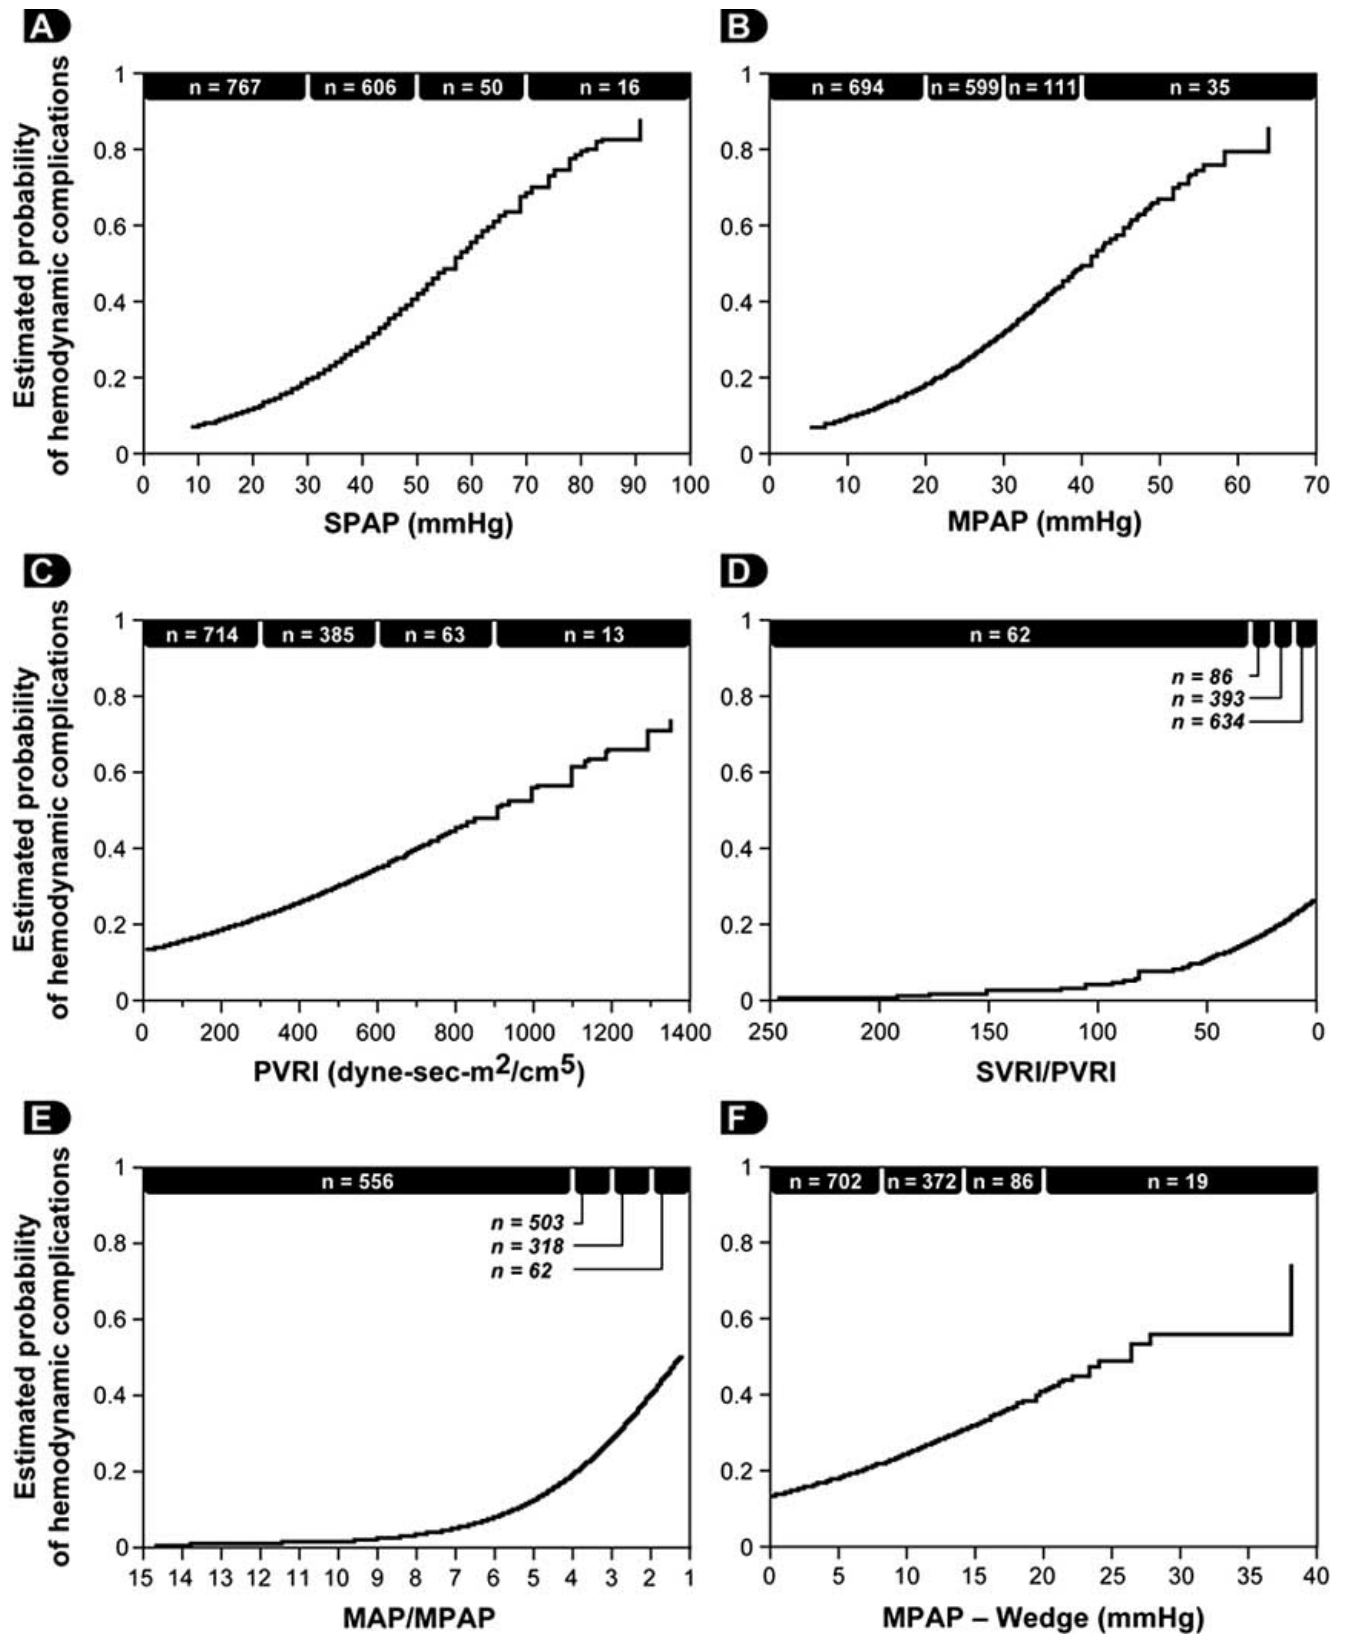 A
Estimated probability
of hemodynamic complications
1
0.8
0.6
0.4
0.2
0
n = 767
n = 606
n = 50
n = 16
0 10 20 30 40 50 60 70 80 90 100
SPAP (mmHg)
B
1
0.8
0.6
0.4
0.2
0
n = 694
n = 599
n = 111
n = 35
0 10 20 30 40 50 60 70
MPAP (mmHg)
C
Estimated probability
of hemodynamic complications
1
0.8
0.6
0.4
0.2
0
n = 714
n = 385
n = 63
n = 13
0 200 400 600 800 1000 1200 1400
PVRI (dyne-sec-m2/cm5)
D
1
0.8
0.6
0.4
0.2
0
n = 62
n = 86
n = 393
n = 634
250 200 150 100 50 0
SVRI/PVRI
E
Estimated probability
of hemodynamic complications
1
0.8
0.6
0.4
0.2
0
n = 556
n = 503
n = 318
n = 62
15 14 13 12 11 10 9 8 7 6 5 4 3 2 1
MAP/MPAP
F
1
0.8
0.6
0.4
0.2
0
n = 702
n = 372
n = 86
n = 19
0 5 10 15 20 25 30 35 40
MPAP – Wedge (mmHg)